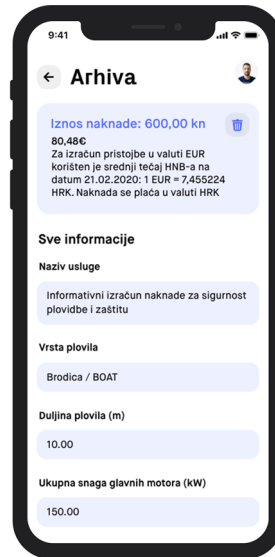 9:41
Arhiva
Iznos naknade: 600,00 kn
80,48€
Za izračun pristojbe u valuti EUR
korišten je srednji tečaj HNB-a na
datum 21.02.2020: 1 EUR = 7,455224
HRK. Naknada se plaća u valuti HRK
Sve informacije
Naziv usluge
Informativni izračun naknade za sigurnost
plovidbe i zaštitu
Vrsta plovila
Brodica / BOAT
Duljina plovila (m)
10.00
Ukupna snaga glavnih motora (kW)
150.00